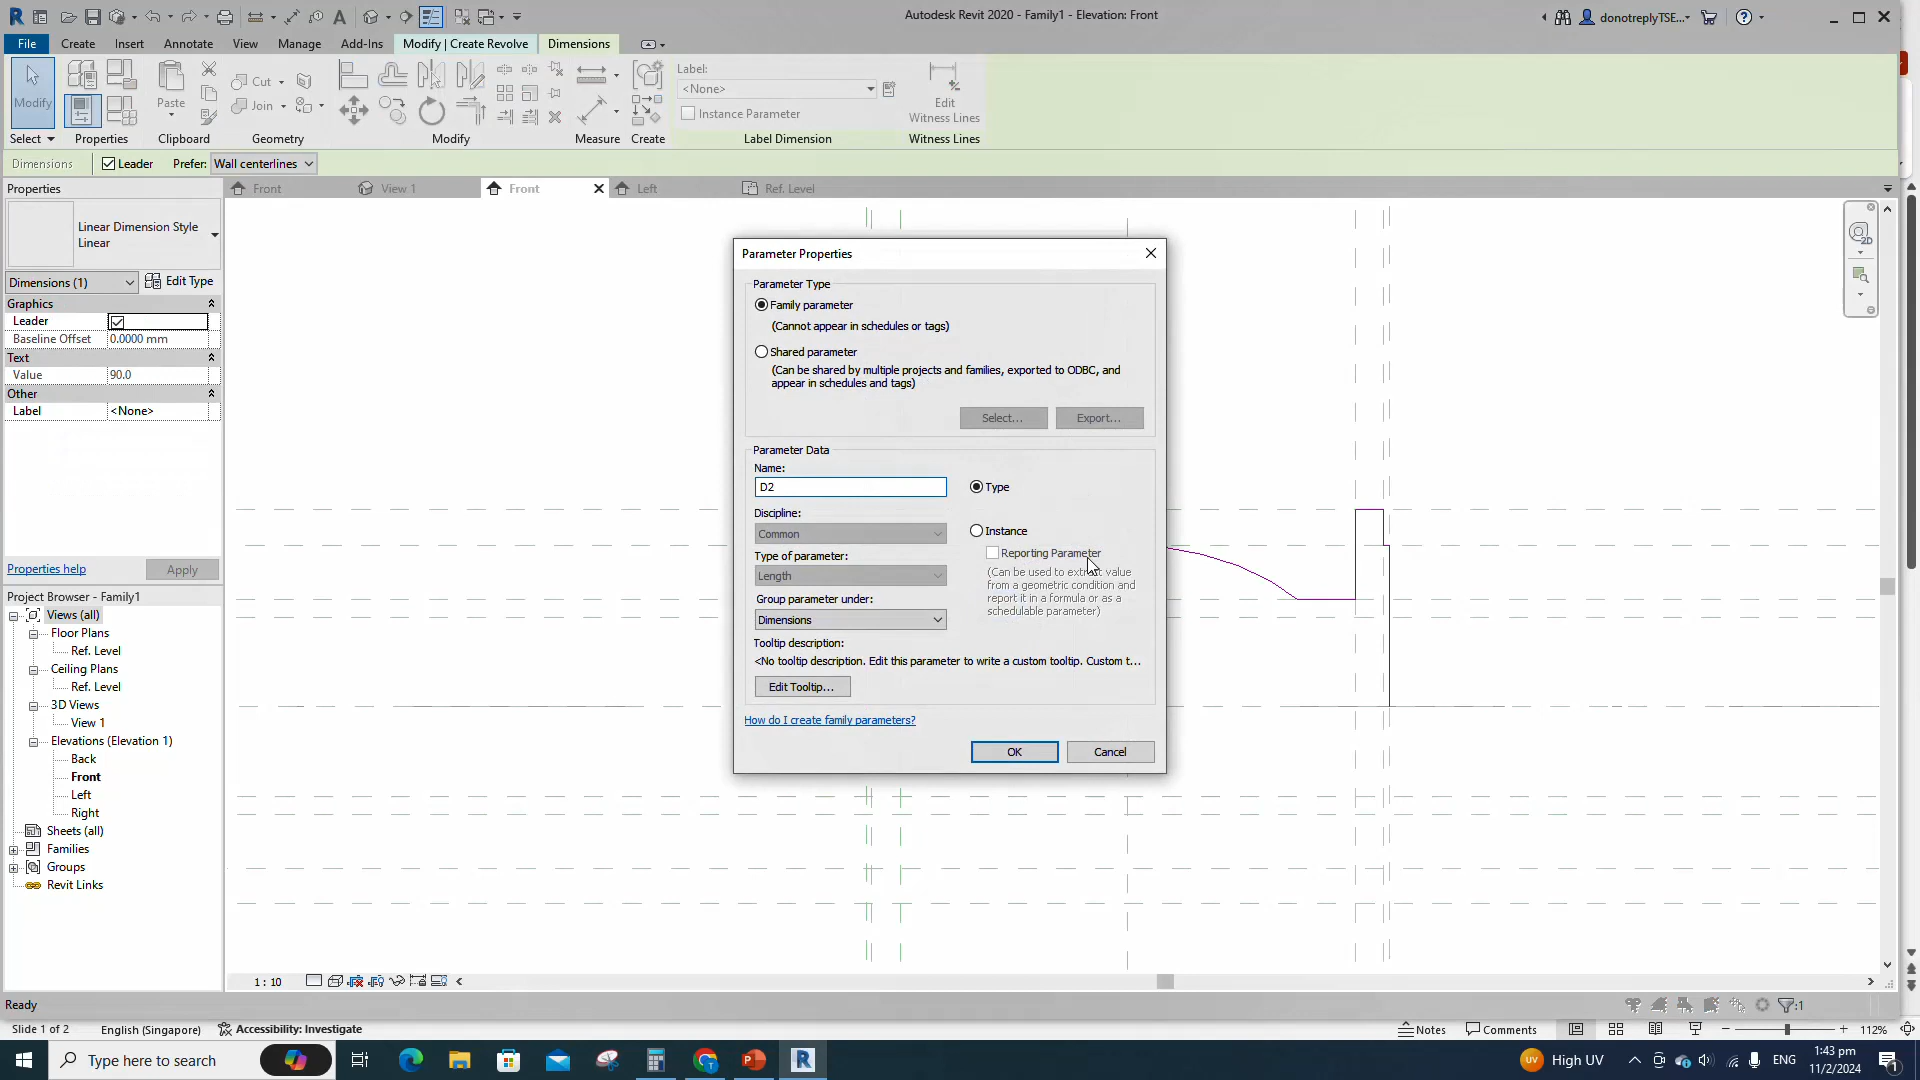 Autodesk Revit 2020 - Family1 - Elevation: Front
donotreplyTSE...
File
Create
Insert
Annotate
View
Manage
Add-Ins
Modify | Create Revolve
Dimensions
Modify
Paste
Cut
Join
Label:
<None>
Instance Parameter
Edit
Witness Lines
Select
Properties
Clipboard
Geometry
Modify
Measure
Create
Label Dimension
Witness Lines
Dimensions
Leader
Prefer:
Wall centerlines
Properties
Front
View 1
Front
Left
Ref. Level
Linear Dimension Style
Linear
Dimensions (1)
Edit Type
Graphics
Leader
Baseline Offset
0.0000 mm
Text
Value
90.0
Other
Label
<None>
Properties help
Apply
Project Browser - Family1
Views (all)
Floor Plans
Ref. Level
Ceiling Plans
Ref. Level
3D Views
View 1
Elevations (Elevation 1)
Back
Front
Left
Right
Sheets (all)
Families
Groups
Revit Links
2D
Parameter Properties
Parameter Type
Family parameter
(Cannot appear in schedules or tags)
Shared parameter
(Can be shared by multiple projects and families, exported to ODBC, and
appear in schedules and tags)
Select...
Export...
Parameter Data
Name:
D2
Type
Discipline:
Common
Instance
Type of parameter:
Reporting Parameter
Length
(Can be used to extract value
from a geometric condition and
report it in a formula or as a
schedulable parameter)
Group parameter under:
Dimensions
Tooltip description:
<No tooltip description. Edit this parameter to write a custom tooltip. Custom t...
Edit Tooltip...
How do I create family parameters?
OK
Cancel
1 : 10
Ready
:1
Slide 1 of 2
English (Singapore)
Accessibility: Investigate
Notes
Comments
112%
Type here to search
High UV
ENG
1:43 pm
11/2/2024